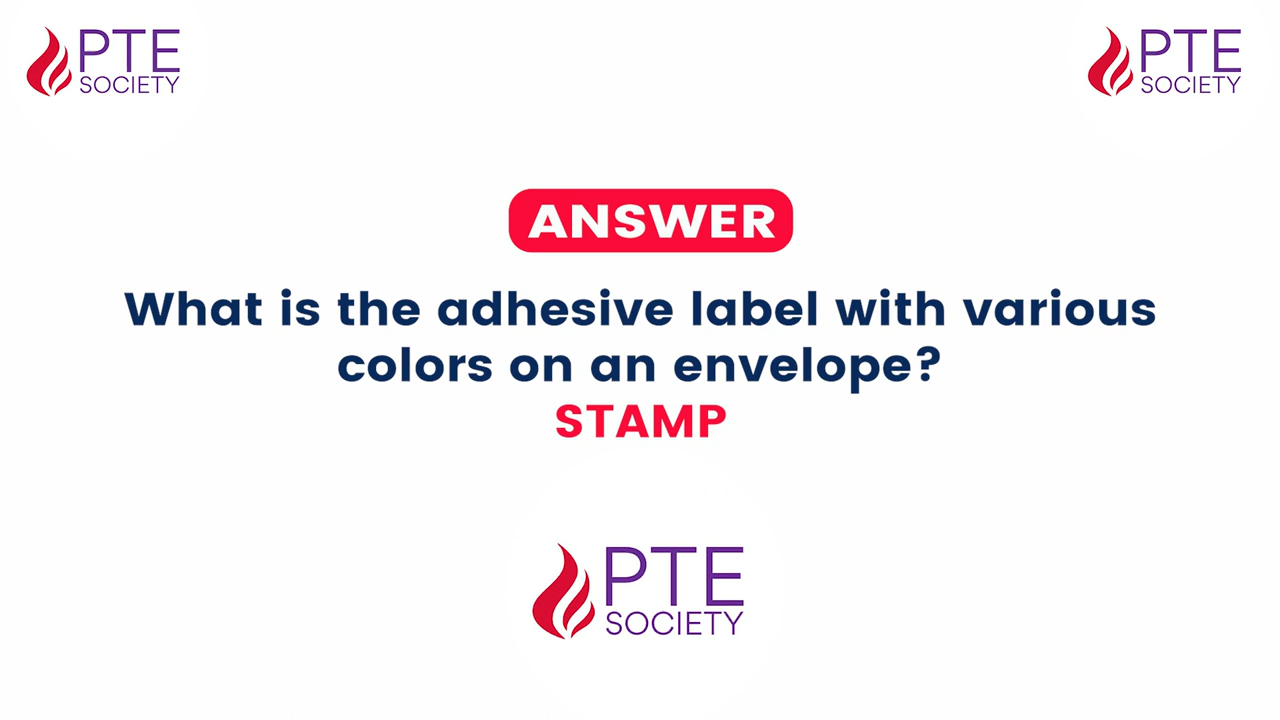 PTE
SOCIETY
PTE
SOCIETY
ANSWER
What is the adhesive label with various
colors on an envelope?
STAMP
PTE
SOCIETY